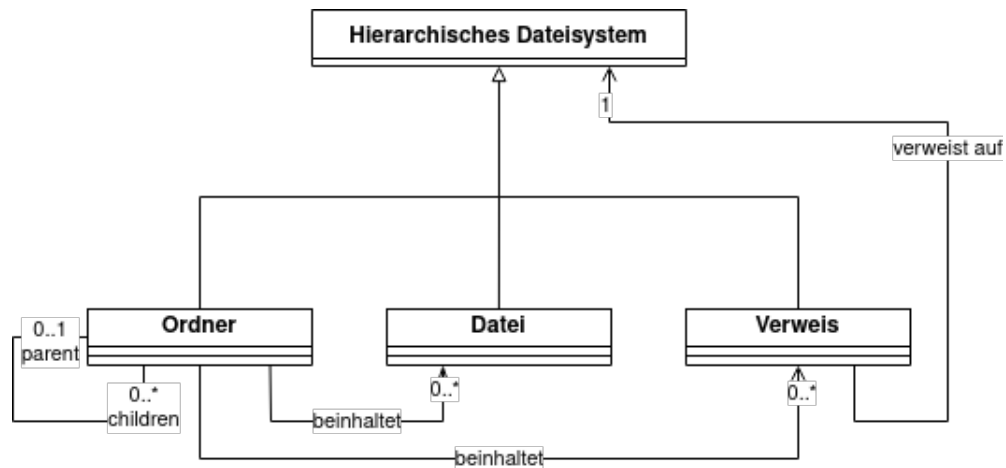 Hierarchisches Dateisystem
1
verweist auf
Ordner
Datei
Verweis
0..1
parent
0..*
children
0..*
0..*
beinhaltet
beinhaltet